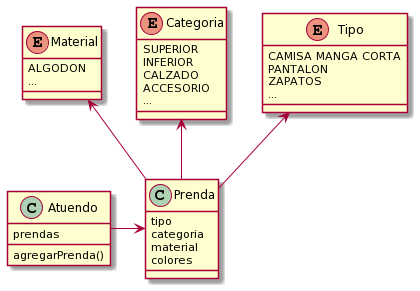 E Material
ALGODON
...
E Categoria
SUPERIOR
INFERIOR
CALZADO
ACCESORIO
...
E Tipo
CAMISA MANGA CORTA
PANTALON
ZAPATOS
...
C Atuendo
prendas
agregarPrenda()
C Prenda
tipo
categoria
material
colores